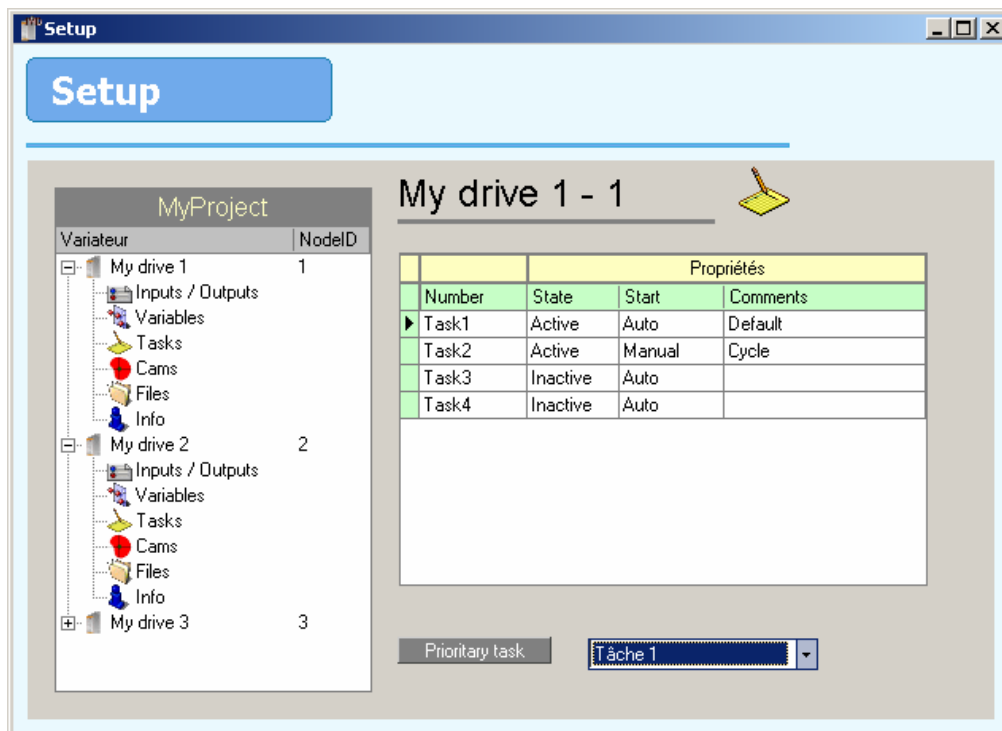 Setup
Setup
MyProject
Variateur NodeID
My drive 1 1
Inputs / Outputs
Variables
Tasks
Cams
Files
Info
My drive 2 2
Inputs / Outputs
Variables
Tasks
Cams
Files
Info
My drive 3 3
My drive 1 - 1
Propriétés
Number State Start Comments
Task1 Active Auto Default
Task2 Active Manual Cycle
Task3 Inactive Auto
Task4 Inactive Auto
Prioritary task Tâche 1